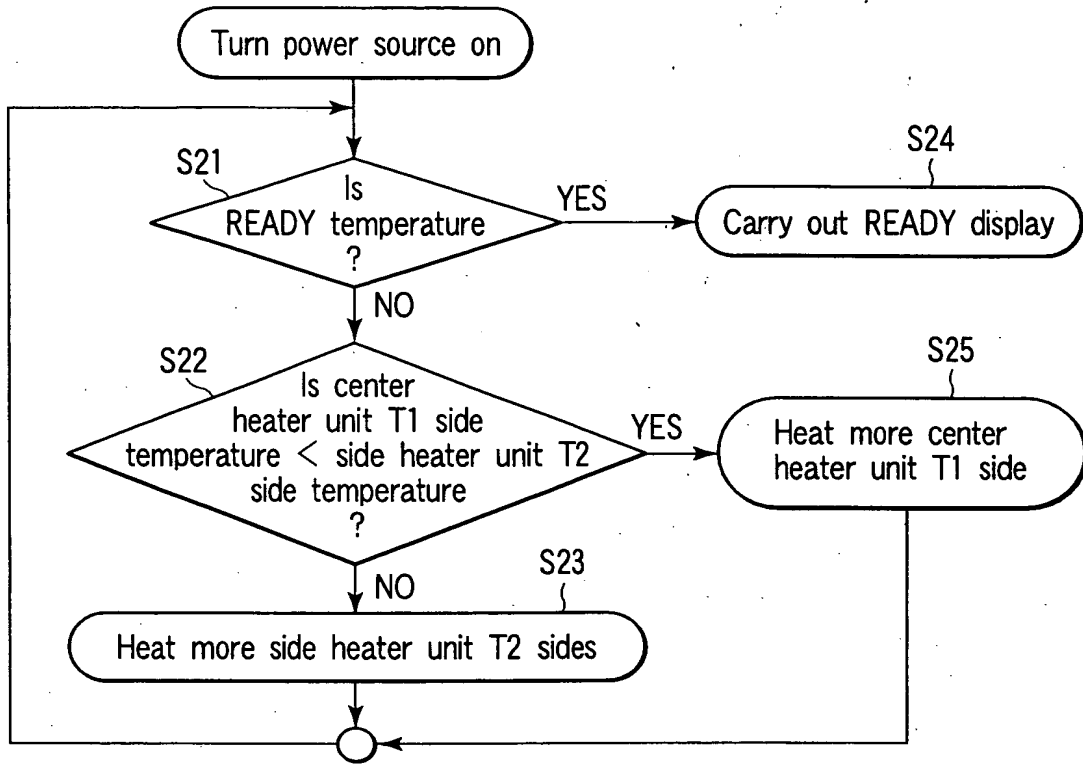 Turn power source on
S21
Is
READY temperature
?
YES
S24
Carry out READY display
NO
S22
Is center
heater unit T1 side
temperature < side heater unit T2
side temperature
?
YES
S25
Heat more center
heater unit T1 side
NO
S23
Heat more side heater unit T2 sides